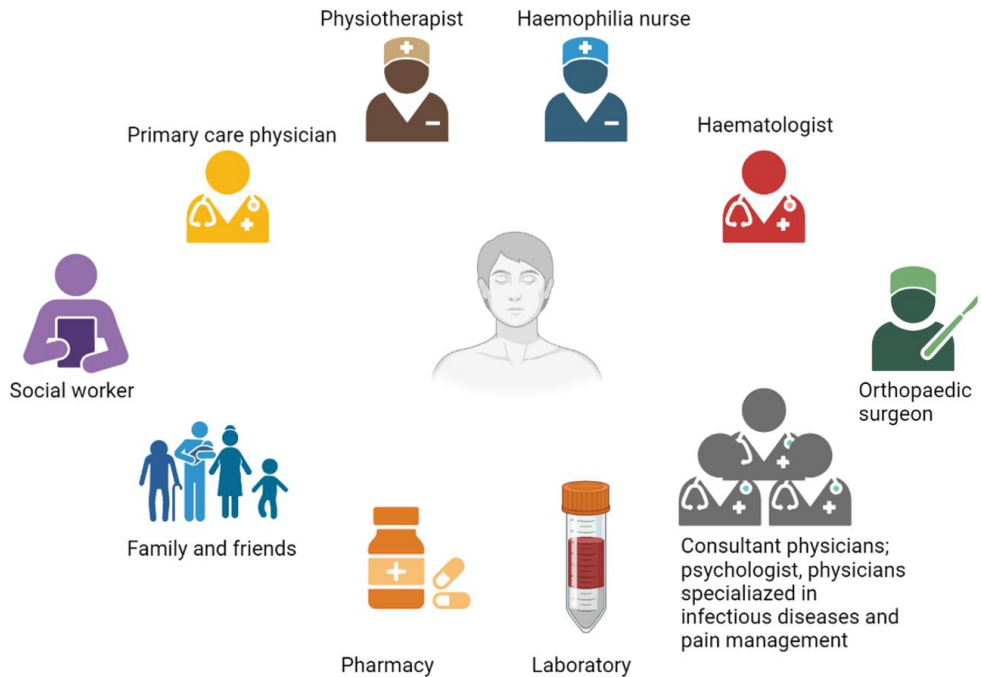 Physiotherapist
Haemophilia nurse
Primary care physician
Haematologist
Social worker
Orthopaedic
surgeon
Family and friends
Consultant physicians;
psychologist, physicians
specialiazed in
infectious diseases and
pain management
Pharmacy
Laboratory